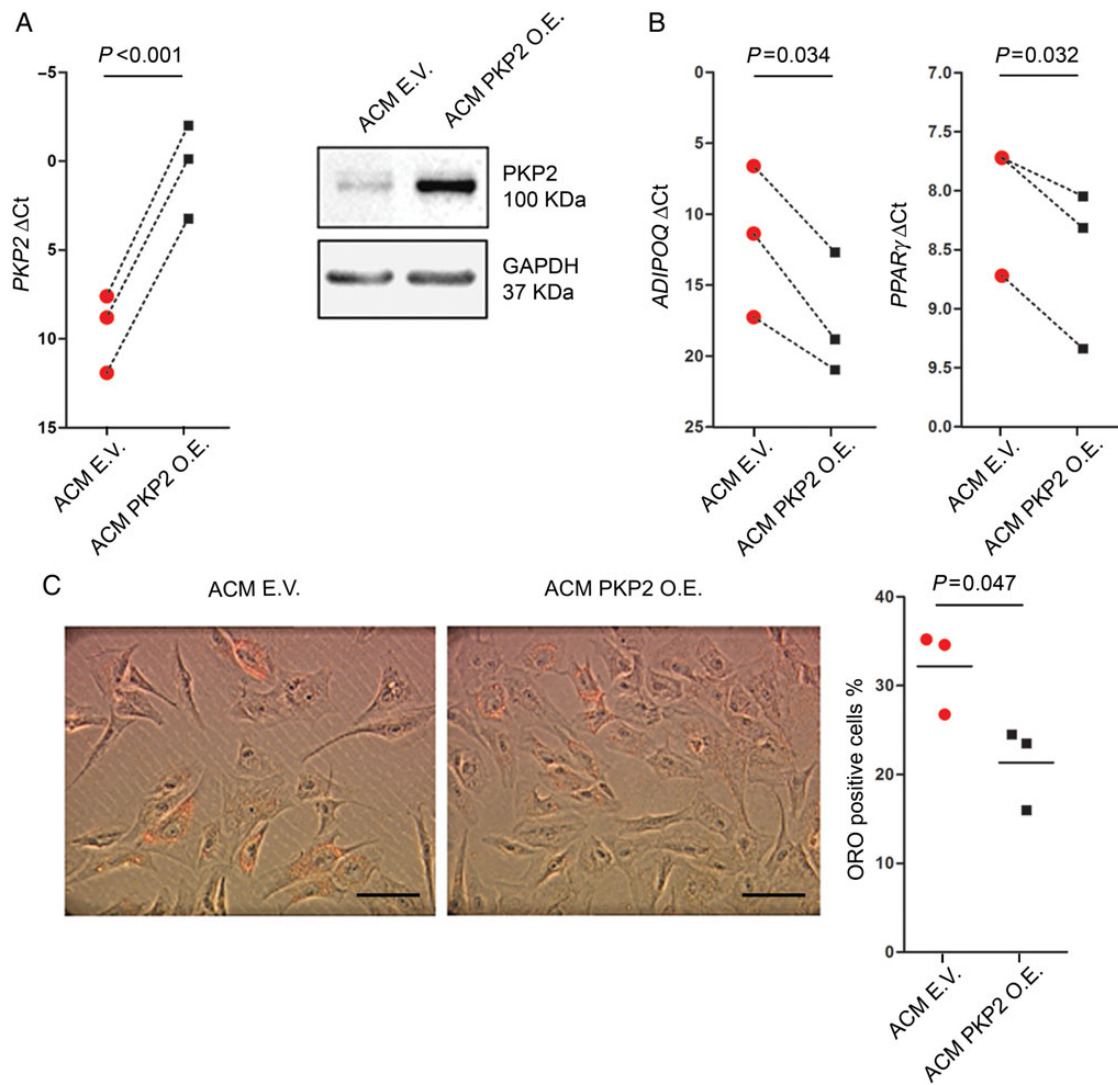 A
P<0.001
–5
0
5
10
15
PKP2 ΔCt
ACM E.V.
ACM PKP2 O.E.
ACM E.V.
ACM PKP2 O.E.
PKP2
100 KDa
GAPDH
37 KDa
B
P=0.034
0
5
10
15
20
25
ADIPOQ ΔCt
ACM E.V.
ACM PKP2 O.E.
P=0.032
7.0
7.5
8.0
8.5
9.0
9.5
0.0
PPARγ ΔCt
ACM E.V.
ACM PKP2 O.E.
C
ACM E.V.
ACM PKP2 O.E.
P=0.047
40
30
20
10
0
ORO positive cells %
ACM E.V.
ACM PKP2 O.E.